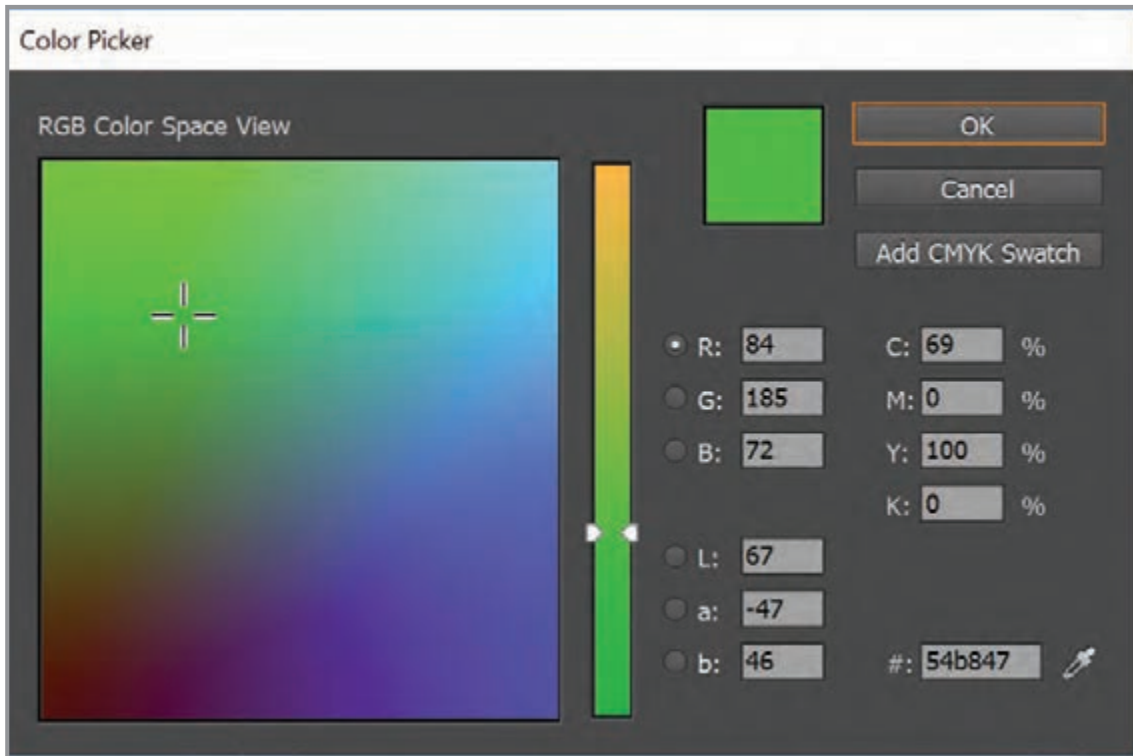 Color Picker
RGB Color Space View
OK
Cancel
Add CMYK Swatch
R: 84 C: 69 %
G: 185 M: 0 %
B: 72 Y: 100 %
K: 0 %
L: 67
a: -47
b: 46 #: 54b847